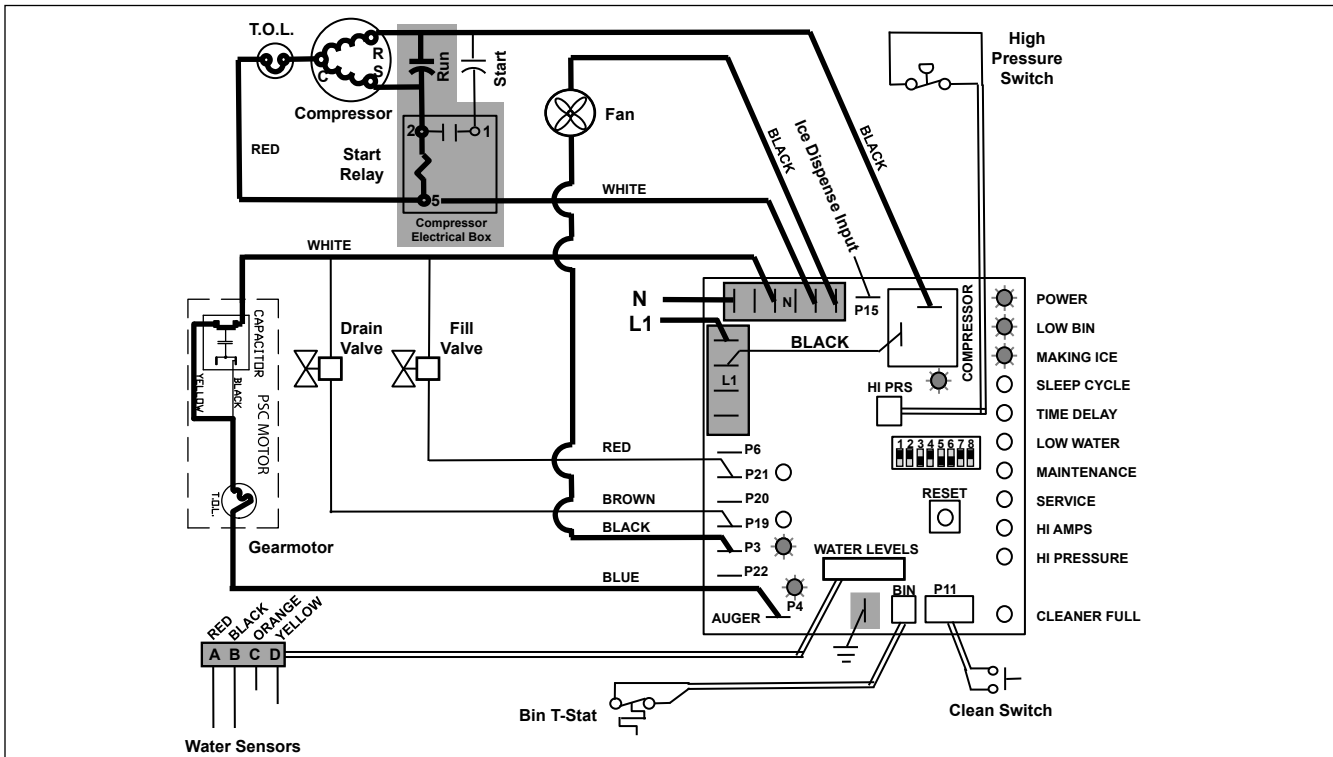 T.O.L.
R
S
C
Compressor
Run
Start
2
1
Start
Relay
5
Compressor
Electrical Box
RED
WHITE
Fan
BLACK
Ice Dispense Input
BLACK
High
Pressure
Switch
WHITE
CAPACITOR
YELLOW
BLACK
PSC MOTOR
T.O.L.
Gearmotor
Drain
Valve
Fill
Valve
N
L1
N
P15
BLACK
L1
COMPRESSOR
HI PRS
POWER
LOW BIN
MAKING ICE
SLEEP CYCLE
TIME DELAY
LOW WATER
MAINTENANCE
SERVICE
HI AMPS
HI PRESSURE
CLEANER FULL
1 2 3 4 5 6 7 8
RESET
RED
P6
P21
BROWN
P20
P19
BLACK
P3
P22
BLUE
P4
AUGER
WATER LEVELS
BIN
P11
RED
BLACK
ORANGE
YELLOW
A B C D
Water Sensors
Bin T-Stat
Clean Switch